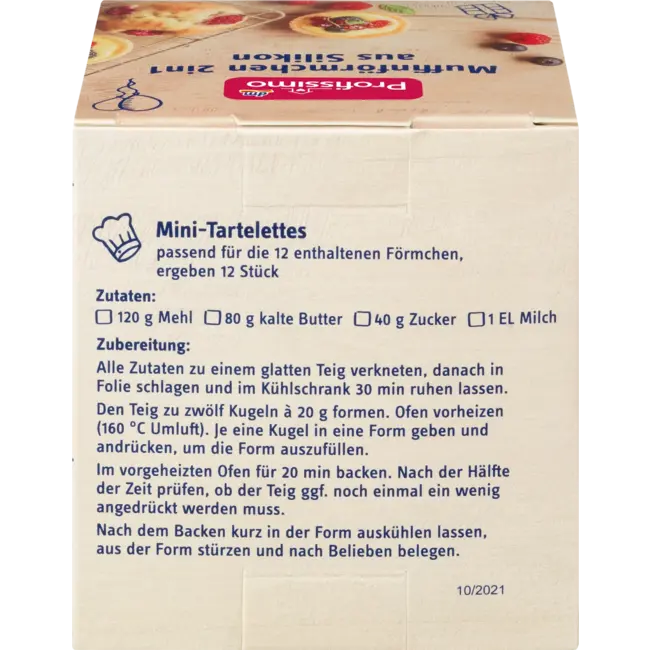 Muffinförmchen 2in1
aus Silikon
Profissimo
dm
Mini-Tartelettes
passend für die 12 enthaltenen Förmchen,
ergeben 12 Stück
Zutaten:
120 g Mehl 80 g kalte Butter 40 g Zucker 1 EL Milch
Zubereitung:
Alle Zutaten zu einem glatten Teig verkneten, danach in
Folie schlagen und im Kühlschrank 30 min ruhen lassen.
Den Teig zu zwölf Kugeln à 20 g formen. Ofen vorheizen
(160 °C Umluft). Je eine Kugel in eine Form geben und
andrücken, um die Form auszufüllen.
Im vorgeheizten Ofen für 20 min backen. Nach der Hälfte
der Zeit prüfen, ob der Teig ggf. noch einmal ein wenig
angedrückt werden muss.
Nach dem Backen kurz in der Form auskühlen lassen,
aus der Form stürzen und nach Belieben belegen.
10/2021